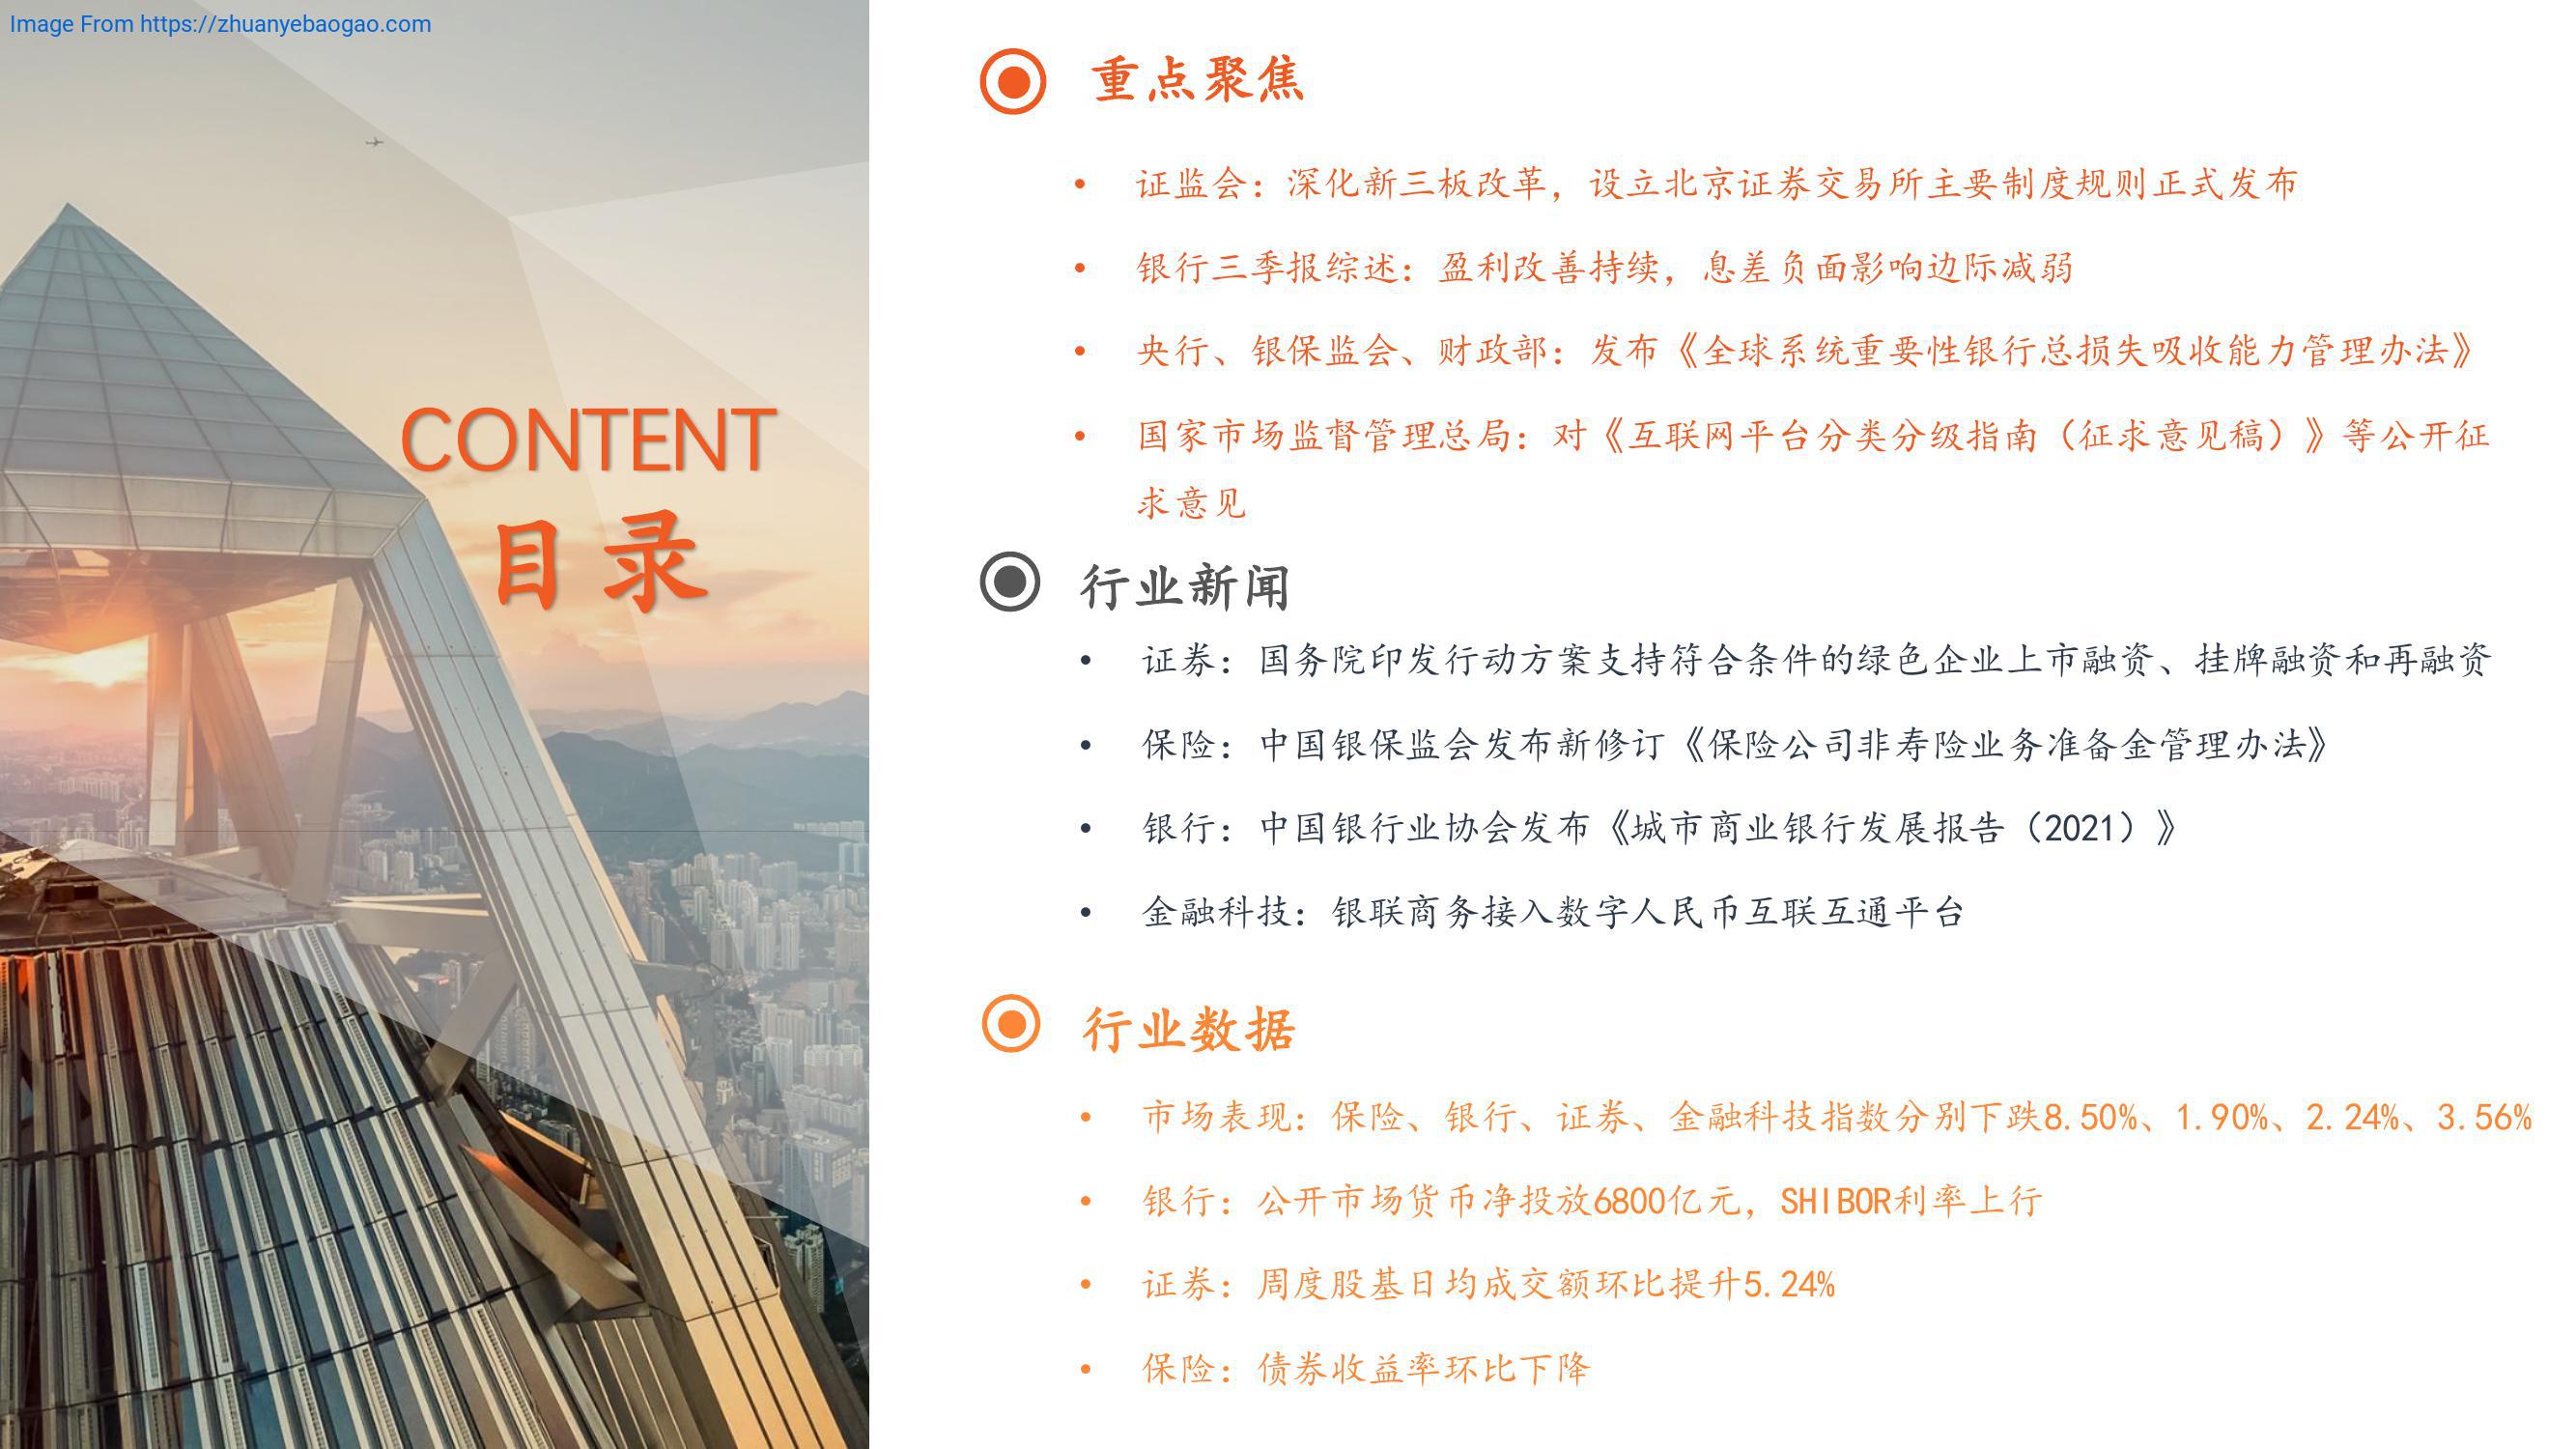 Image From https://zhuanyebaogao.com
CONTENT
目录
重点聚焦
• 证监会：深化新三板改革，设立北京证券交易所主要制度规则正式发布
• 银行三季报综述：盈利改善持续，息差负面影响边际减弱
• 央行、银保监会、财政部：发布《全球系统重要性银行总损失吸收能力管理办法》
• 国家市场监督管理总局：对《互联网平台分类分级指南（征求意见稿）》等公开征
求意见
行业新闻
• 证券：国务院印发行动方案支持符合条件的绿色企业上市融资、挂牌融资和再融资
• 保险：中国银保监会发布新修订《保险公司非寿险业务准备金管理办法》
• 银行：中国银行业协会发布《城市商业银行发展报告（2021）》
• 金融科技：银联商务接入数字人民币互联互通平台
行业数据
• 市场表现：保险、银行、证券、金融科技指数分别下跌8.50%、1.90%、2.24%、3.56%
• 银行：公开市场货币净投放6800亿元，SHIBOR利率上行
• 证券：周度股基日均成交额环比提升5.24%
• 保险：债券收益率环比下降